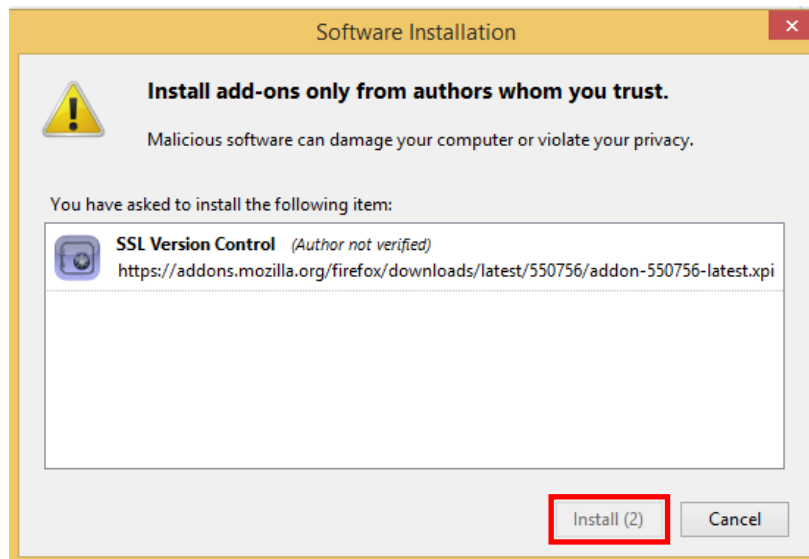 Software Installation
Install add-ons only from authors whom you trust.
Malicious software can damage your computer or violate your privacy.
You have asked to install the following item:
SSL Version Control (Author not verified)
https://addons.mozilla.org/firefox/downloads/latest/550756/addon-550756-latest.xpi
Install (2) Cancel